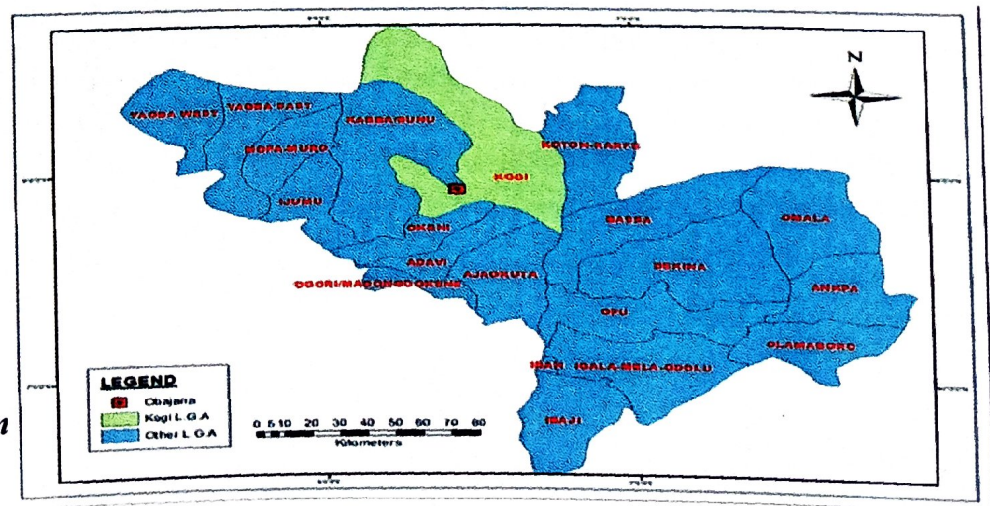 N
YAGBA WEST
YAGBA EAST
KABBA/BUNU
MOPA-MURO
KOTON-KARFE
KOGI
IJUMU
BASSA
OMALA
OKEHI
ADAVI
AJAOKUTA
DEKINA
ANKPA
OFU
OLAMABORO
IGALA-MELA-ODOLU
IBAJI
LEGEND
Obajana
Kogi L.G.A
Other L.G.A
0 5 10 20 30 40 50 60 70 80
Kilometers